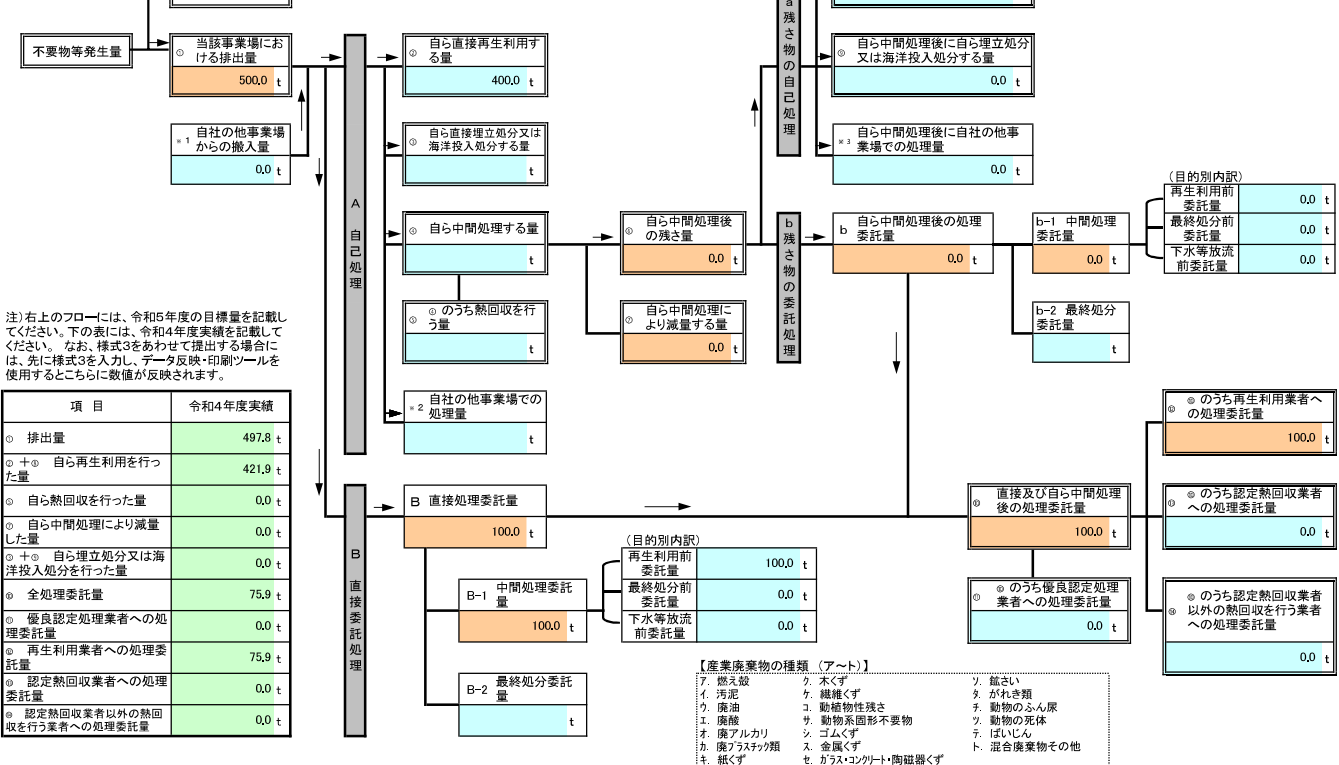 不要物等発生量
① 当該事業場にお
ける排出量
500.0 t
※1 自社の他事業場
からの搬入量
0.0 t
A 自己処理
② 自ら直接再生利用す
る量
400.0 t
③ 自ら直接埋立処分又は
海洋投入処分する量
t
④ 自ら中間処理する量
t
⑤ ④のうち熱回収を行
う量
t
※2 自社の他事業場での
処理量
t
⑥ 自ら中間処理後
の残さ量
0.0 t
⑦ 自ら中間処理に
より減量する量
0.0 t
a 残さ物の自己処理
⑨ 自ら中間処理後に自ら埋立処分
又は海洋投入処分する量
0.0 t
※3 自ら中間処理後に自社の他事
業場での処理量
0.0 t
b 残さ物の委託処理
b 自ら中間処理後の処理
委託量
0.0 t
b-1 中間処理
委託量
0.0 t
(目的別内訳)
再生利用前
委託量 0.0 t
最終処分前
委託量 0.0 t
下水等放流
前委託量 0.0 t
b-2 最終処分
委託量
t
注)右上のフローには、令和5年度の目標量を記載し
てください。下の表には、令和4年度実績を記載して
ください。 なお、様式3をあわせて提出する場合に
は、先に様式3を入力し、データ反映・印刷ツールを
使用するとこちらに数値が反映されます。
項 目 令和4年度実績
① 排出量 497.8 t
②+⑧ 自ら再生利用を行っ
た量 421.9 t
⑤ 自ら熱回収を行った量 0.0 t
⑦ 自ら中間処理により減量
した量 0.0 t
③+⑨ 自ら埋立処分又は海
洋投入処分を行った量 0.0 t
⑩ 全処理委託量 75.9 t
⑪ 優良認定処理業者への処
理委託量 0.0 t
⑫ 再生利用業者への処理委
託量 75.9 t
⑬ 認定熱回収業者への処理
委託量 0.0 t
⑭ 認定熱回収業者以外の熱回
収を行う業者への処理委託量 0.0 t
B 直接委託処理
B 直接処理委託量
100.0 t
B-1 中間処理委託
量
100.0 t
(目的別内訳)
再生利用前
委託量 100.0 t
最終処分前
委託量 0.0 t
下水等放流
前委託量 0.0 t
B-2 最終処分委託
量
t
⑩ 直接及び自ら中間処理
後の処理委託量
100.0 t
⑪ ⑩のうち優良認定処理
業者への処理委託量
0.0 t
⑫ ⑩のうち再生利用業者へ
の処理委託量
100.0 t
⑬ ⑩のうち認定熱回収業者
への処理委託量
0.0 t
⑭ ⑩のうち認定熱回収業者
以外の熱回収を行う業者
への処理委託量
0.0 t
【産業廃棄物の種類 (ア～ト)】
ア. 燃え殻 ク. 木くず ソ. 鉱さい
イ. 汚泥 ケ. 繊維くず タ. がれき類
ウ. 廃油 コ. 動植物性残さ チ. 動物のふん尿
エ. 廃酸 サ. 動物系固形不要物 ツ. 動物の死体
オ. 廃アルカリ シ. ゴムくず テ. ばいじん
カ. 廃プラスチック類 ス. 金属くず ト. 混合廃棄物その他
キ. 紙くず セ. ガラス・コンクリート・陶磁器くず